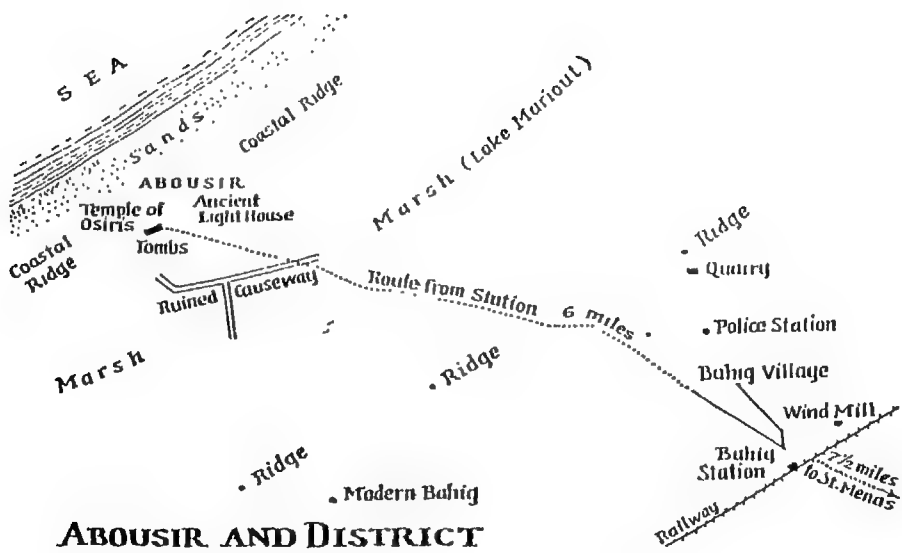 SEA
Sands
Coastal Ridge
ABOUSIR
Temple of
Osiris
Ancient
Light House
Tombs
Coastal
Ridge
Marsh (Lake Mariout)
Ruined Causeway
Route from Station 6 miles
Ridge
Quarry
Police Station
Marsh
Ridge
Bahig Village
Wind Mill
Bahig
Station
7½ miles
to St. Menas
Ridge
Modern Bahig
Railway
ABOUSIR AND DISTRICT